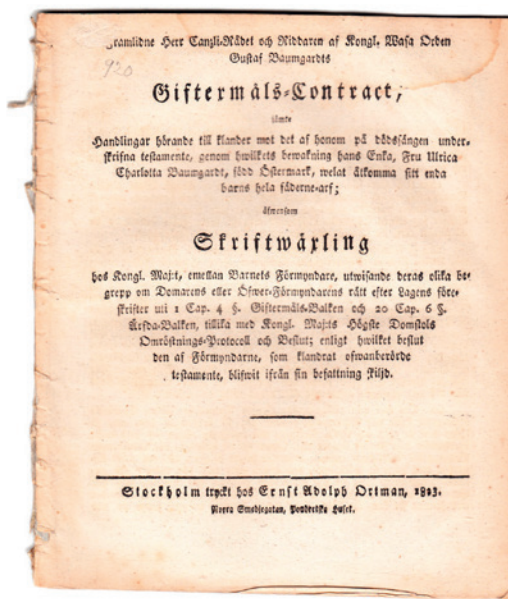 framlidne Herr Canzli-Rådet och Riddaren af Kongl. Wasa Orden
Gustaf Baumgardts
920
Giftermåls-Contract,
jämte
Handlingar hörande till klander mot det af honom på dödssängen under-
skrifna testamente, genom hwilkets bewakning hans Enka, Fru Ulrica
Charlotta Baumgardt, född Östermark, welat åtkomma sitt enda
barns hela fäderne-arf;
äfwensom
Skriftwäxling
hos Kongl. Maj:t, emellan Barnets Förmyndare, utwisande deras olika be-
grepp om Domarens eller Öfwer-Förmyndarens rätt efter Lagens före-
skrifter uti 1 Cap. 4 §. Giftermåls-Balken och 20 Cap. 6 §.
Ärfda-Balken, tillika med Kongl. Maj:ts Högste Domstols
Omröstnings-Protocoll och Beslut; enligt hwilket beslut
den af Förmyndarne, som klandrat ofwanberörde
testamente, blifwit ifrån sin befattning skiljd.
Stockholm tryckt hos Ernst Adolph Ortman, 1813.
Norra Smedjegatan, Huset.